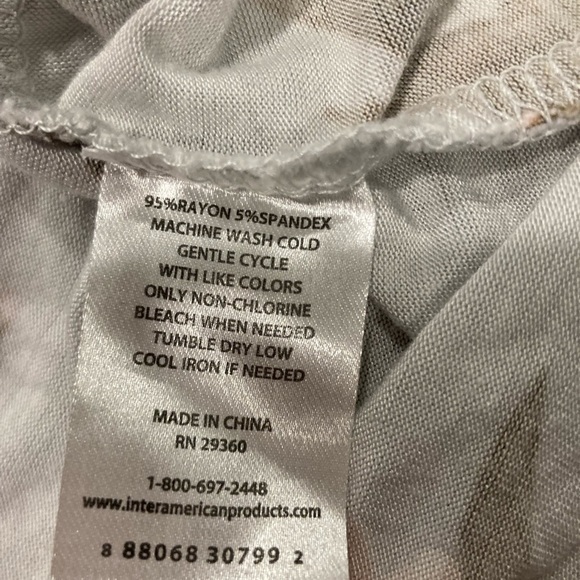 95%RAYON 5%SPANDEX
MACHINE WASH COLD
GENTLE CYCLE
WITH LIKE COLORS
ONLY NON-CHLORINE
BLEACH WHEN NEEDED
TUMBLE DRY LOW
COOL IRON IF NEEDED
MADE IN CHINA
RN 29360
1-800-697-2448
www.interamericanproducts.com
8 88068 30799 2